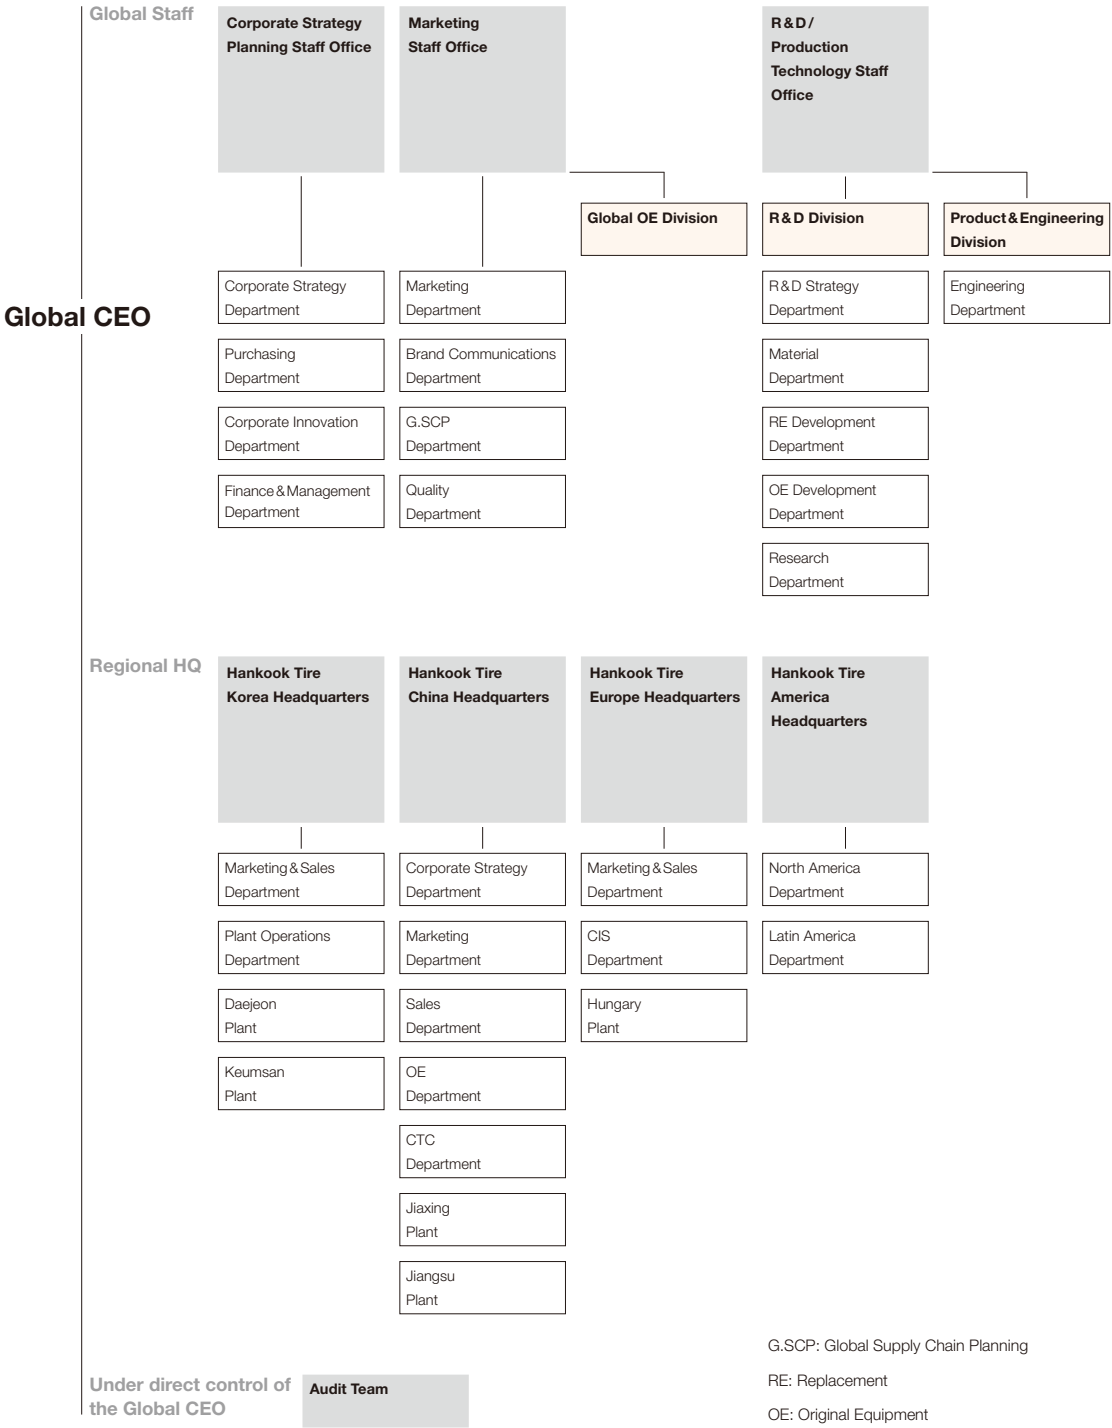 Global Staff
Corporate Strategy
Planning Staff Office
Marketing
Staff Office
R&D/
Production
Technology Staff
Office
Global OE Division
R&D Division
Product&Engineering
Division
Global CEO
Corporate Strategy
Department
Purchasing
Department
Corporate Innovation
Department
Finance&Management
Department
Marketing
Department
Brand Communications
Department
G.SCP
Department
Quality
Department
R&D Strategy
Department
Material
Department
RE Development
Department
OE Development
Department
Research
Department
Engineering
Department
Regional HQ
Hankook Tire
Korea Headquarters
Marketing&Sales
Department
Plant Operations
Department
Daejeon
Plant
Keumsan
Plant
Hankook Tire
China Headquarters
Corporate Strategy
Department
Marketing
Department
Sales
Department
OE
Department
CTC
Department
Jiaxing
Plant
Jiangsu
Plant
Hankook Tire
Europe Headquarters
Marketing&Sales
Department
CIS
Department
Hungary
Plant
Hankook Tire
America
Headquarters
North America
Department
Latin America
Department
Under direct control of
the Global CEO
Audit Team
G.SCP: Global Supply Chain Planning
RE: Replacement
OE: Original Equipment